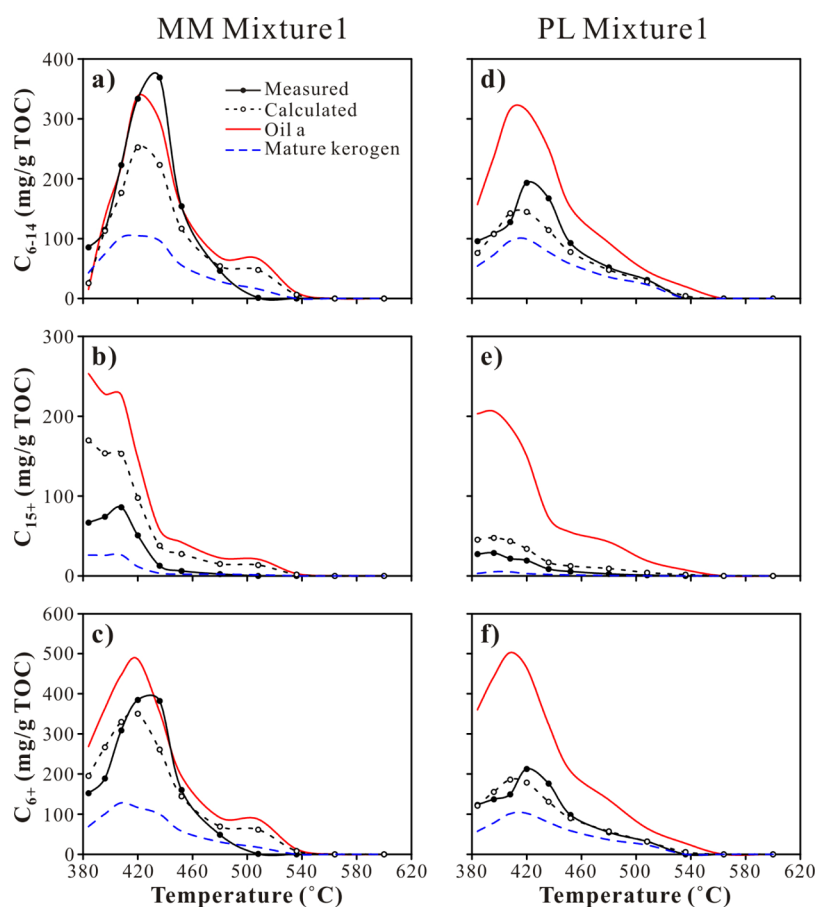 MM Mixture1
PL Mixture1
a)
400
300
200
100
0
C6-14 (mg/g TOC)
Measured
Calculated
Oil a
Mature kerogen
d)
b)
300
200
100
0
C15+ (mg/g TOC)
e)
c)
600
500
400
300
200
100
0
C6+ (mg/g TOC)
f)
380 420 460 500 540 580 620
Temperature (°C)
380 420 460 500 540 580 620
Temperature (°C)